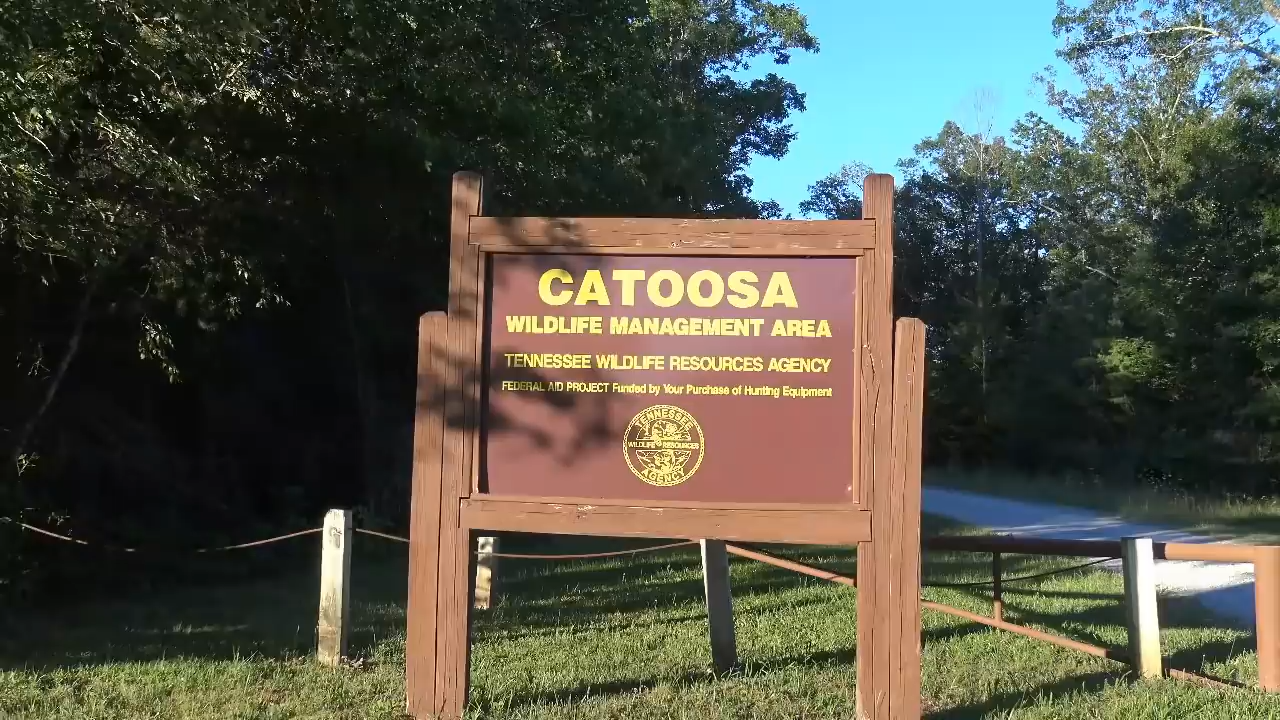 CATOOSA
WILDLIFE MANAGEMENT AREA
TENNESSEE WILDLIFE RESOURCES AGENCY
FEDERAL AID PROJECT Funded by Your Purchase of Hunting Equipment
TENNESSEE
WILDLIFE RESOURCES
AGENCY